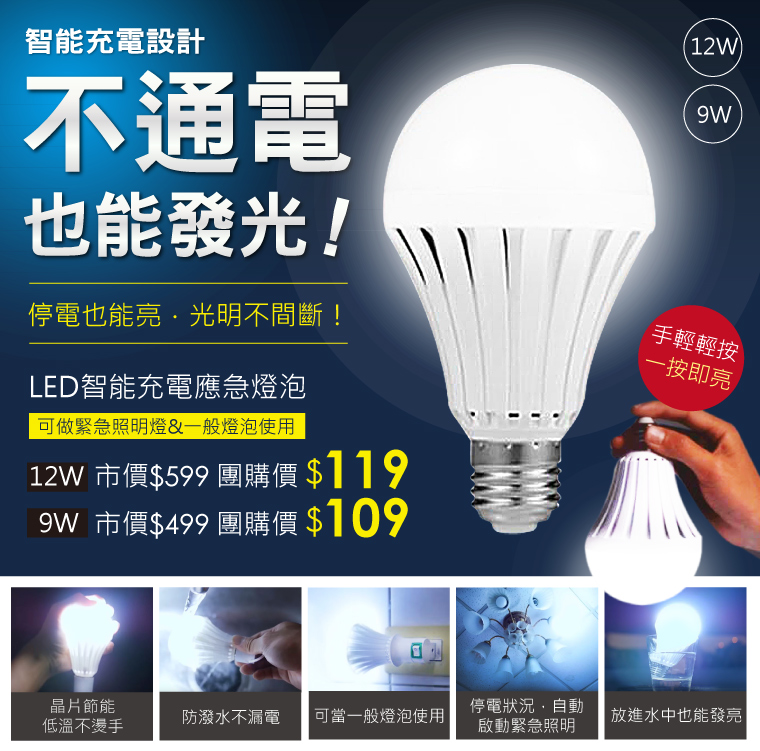 智能充電設計
不通電
也能發光！
停電也能亮．光明不間斷！
LED智能充電應急燈泡
可做緊急照明燈&一般燈泡使用
12W 市價$599 團購價 $119
9W 市價$499 團購價 $109
12W
9W
手輕輕按
一按即亮
晶片節能
低溫不燙手
防潑水不漏電
可當一般燈泡使用
停電狀況．自動
啟動緊急照明
放進水中也能發亮